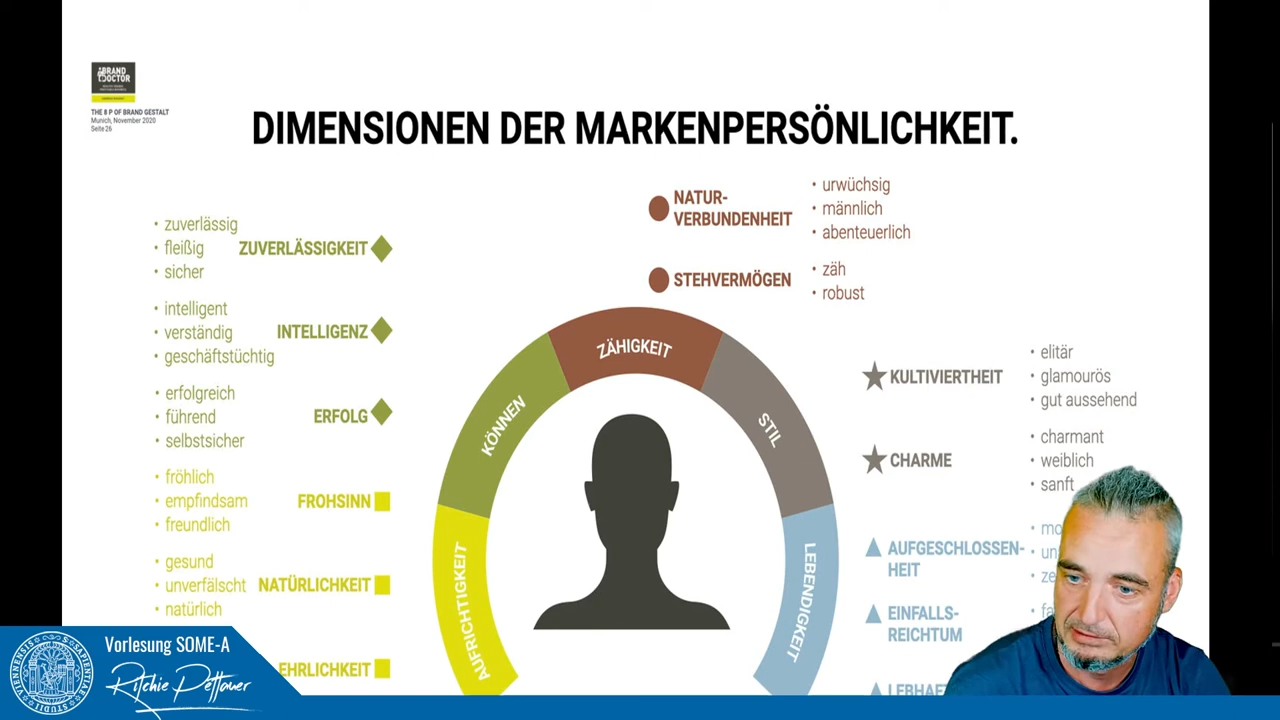 BRAND
DOCTOR
THE 8 P OF BRAND GESTALT
Munich, November 2020
Seite 26
DIMENSIONEN DER MARKENPERSÖNLICHKEIT.
• zuverlässig
• fleißig
• sicher
ZUVERLÄSSIGKEIT
• intelligent
• verständig
• geschäftstüchtig
INTELLIGENZ
• erfolgreich
• führend
• selbstsicher
ERFOLG
• fröhlich
• empfindsam
• freundlich
FROHSINN
• gesund
• unverfälscht
• natürlich
NATÜRLICHKEIT
EHRLICHKEIT
NATUR-
VERBUNDENHEIT
• urwüchsig
• männlich
• abenteuerlich
STEHVERMÖGEN
• zäh
• robust
AUFRICHTIGKEIT
KÖNNEN
ZÄHIGKEIT
STIL
LEBENDIGKEIT
KULTIVIERTHEIT
• elitär
• glamourös
• gut aussehend
CHARME
• charmant
• weiblich
• sanft
AUFGESCHLOSSEN-
HEIT
EINFALLS-
REICHTUM
Vorlesung SOME-A
Ritchie Pettauer